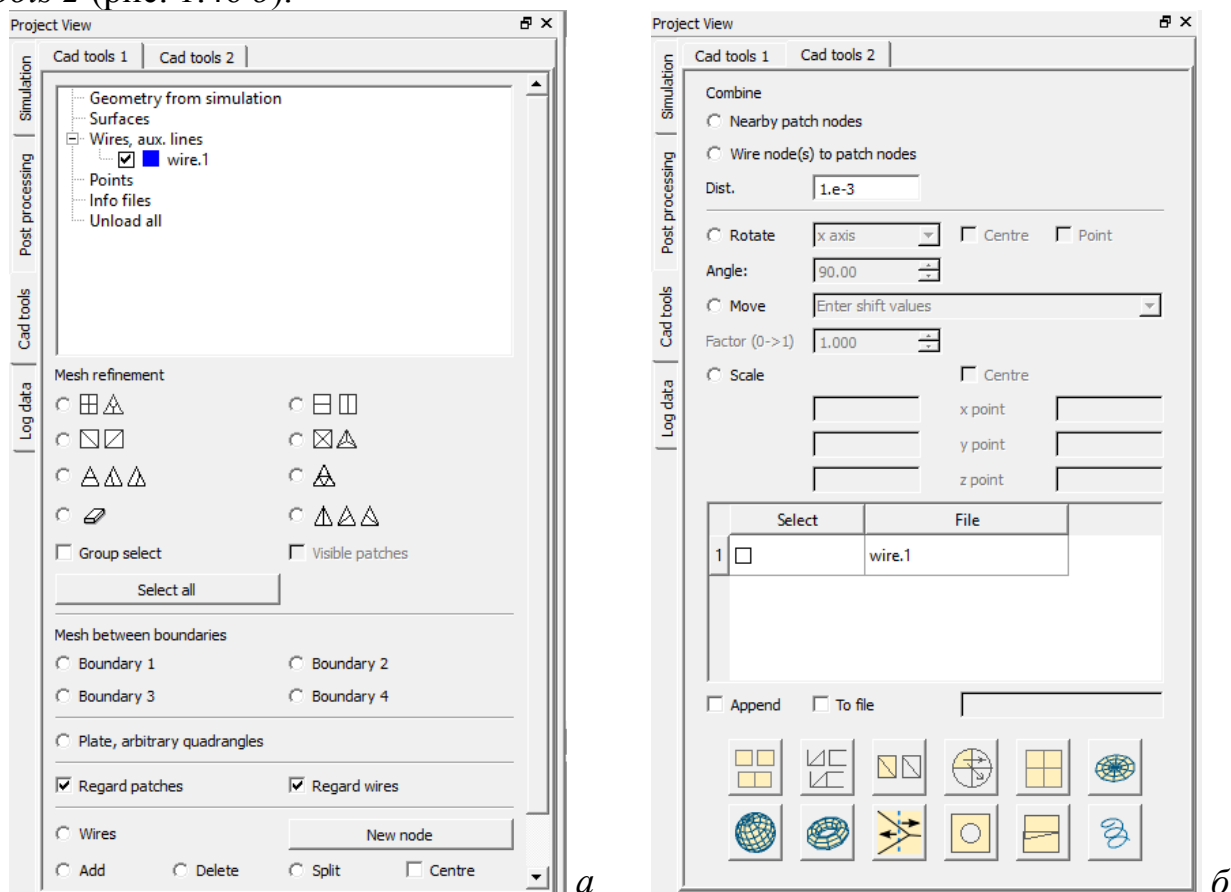 ools 2 (рис. 1.46 б).
Project View
Cad tools 1 Cad tools 2
Simulation
Post processing
Cad tools
Log data
Geometry from simulation
Surfaces
Wires, aux. lines
wire.1
Points
Info files
Unload all
Mesh refinement
Group select Visible patches
Select all
Mesh between boundaries
Boundary 1 Boundary 2
Boundary 3 Boundary 4
Plate, arbitrary quadrangles
Regard patches Regard wires
Wires New node
Add Delete Split Centre
а
Project View
Cad tools 1 Cad tools 2
Simulation
Post processing
Cad tools
Log data
Combine
Nearby patch nodes
Wire node(s) to patch nodes
Dist. 1.e-3
Rotate x axis Centre Point
Angle: 90.00
Move Enter shift values
Factor (0->1) 1.000
Scale Centre
x point
y point
z point
Select File
1 wire.1
Append To file
б